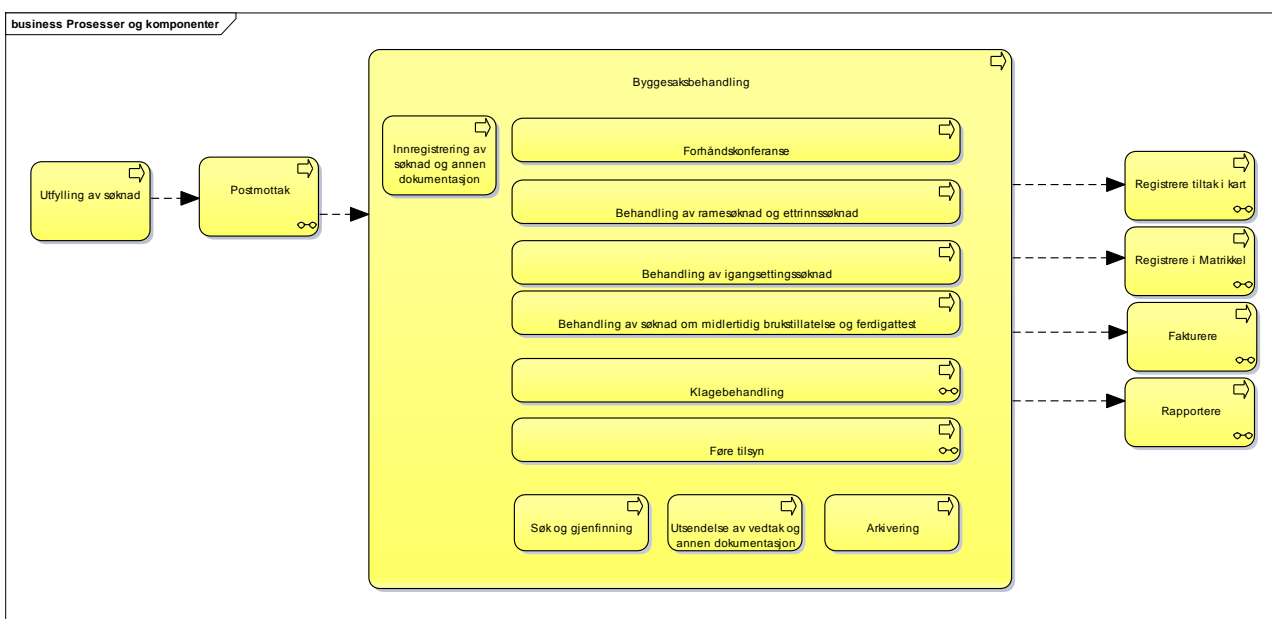 business Prosesser og komponenter
Utfylling av søknad
Postmottak
Byggesaksbehandling
Innregistrering av
søknad og annen
dokumentasjon
Forhåndskonferanse
Behandling av ramesøknad og ettrinnssøknad
Behandling av igangsettingssøknad
Behandling av søknad om midlertidig brukstillatelse og ferdigattest
Klagebehandling
Føre tilsyn
Søk og gjenfinning
Utsendelse av vedtak og
annen dokumentasjon
Arkivering
Registrere tiltak i kart
Registrere i Matrikkel
Fakturere
Rapportere